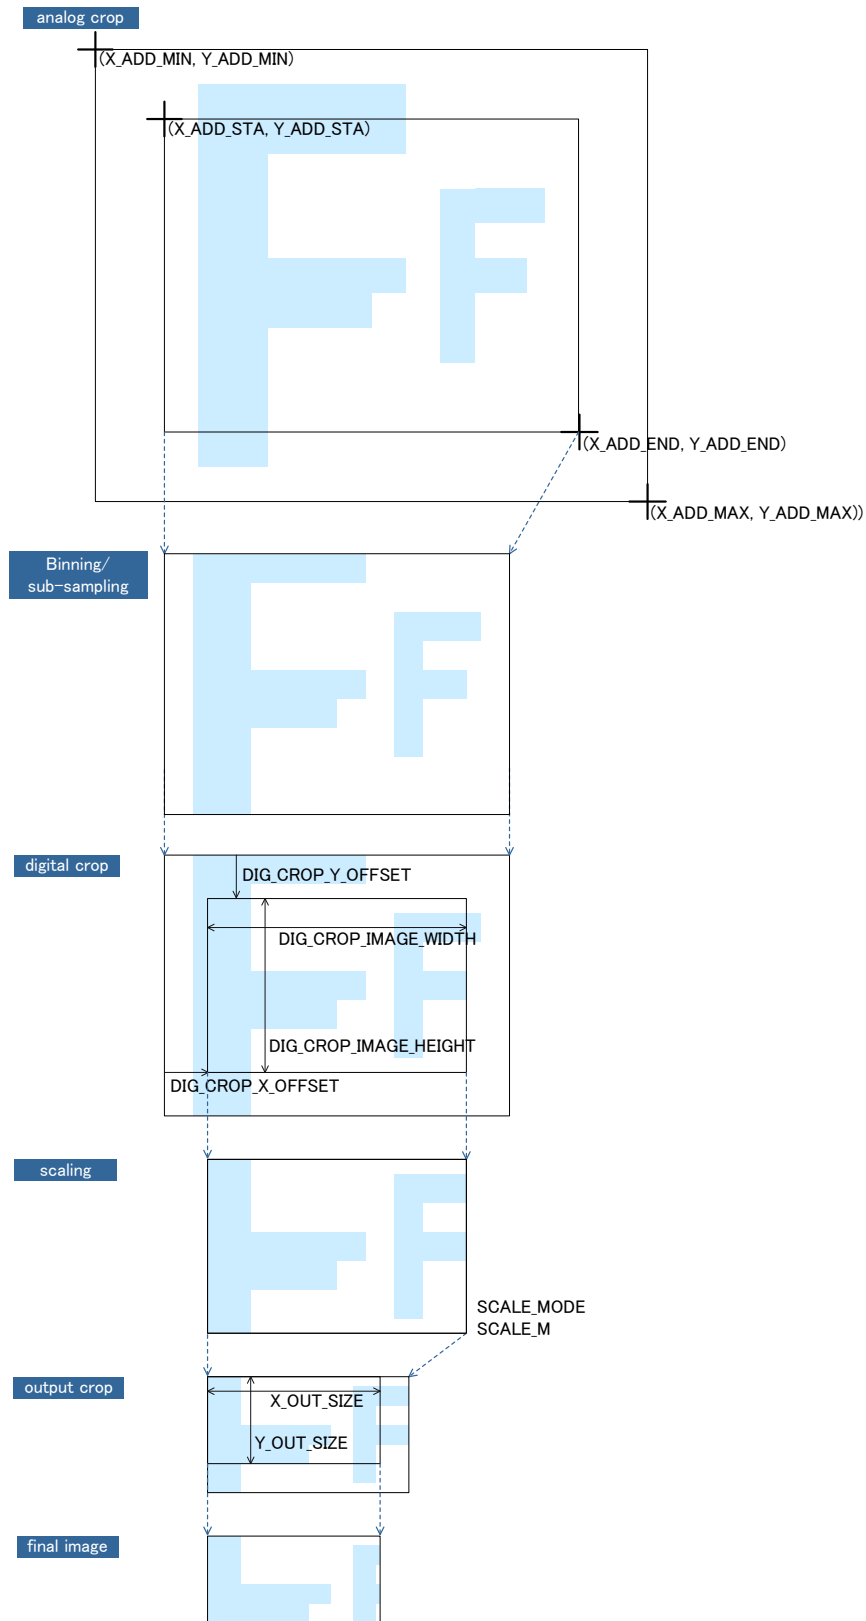 analog crop
(X_ADD_MIN, Y_ADD_MIN)
(X_ADD_STA, Y_ADD_STA)
(X_ADD_END, Y_ADD_END)
(X_ADD_MAX, Y_ADD_MAX))
Binning/
sub-sampling
digital crop
DIG_CROP_Y_OFFSET
DIG_CROP_IMAGE_WIDTH
DIG_CROP_IMAGE_HEIGHT
DIG_CROP_X_OFFSET
scaling
SCALE_MODE
SCALE_M
output crop
X_OUT_SIZE
Y_OUT_SIZE
final image